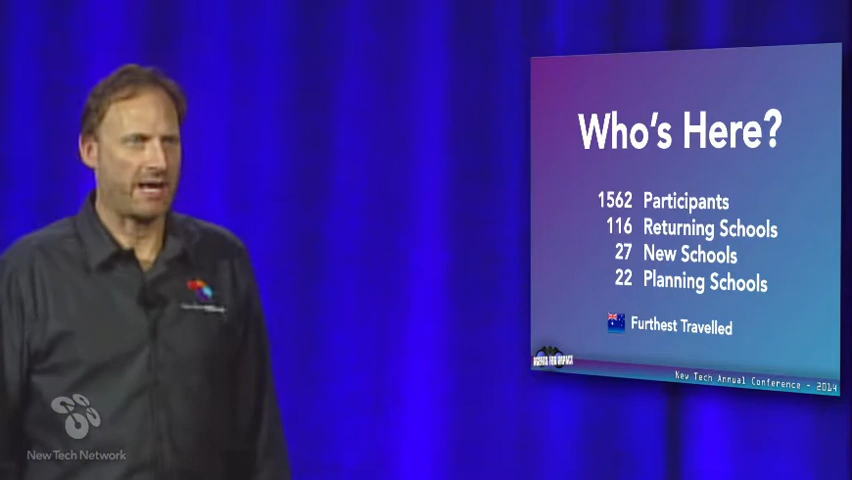 Who's Here?
1562 Participants
116 Returning Schools
27 New Schools
22 Planning Schools
Furthest Travelled
New Tech Annual Conference - 2014
New Tech Network